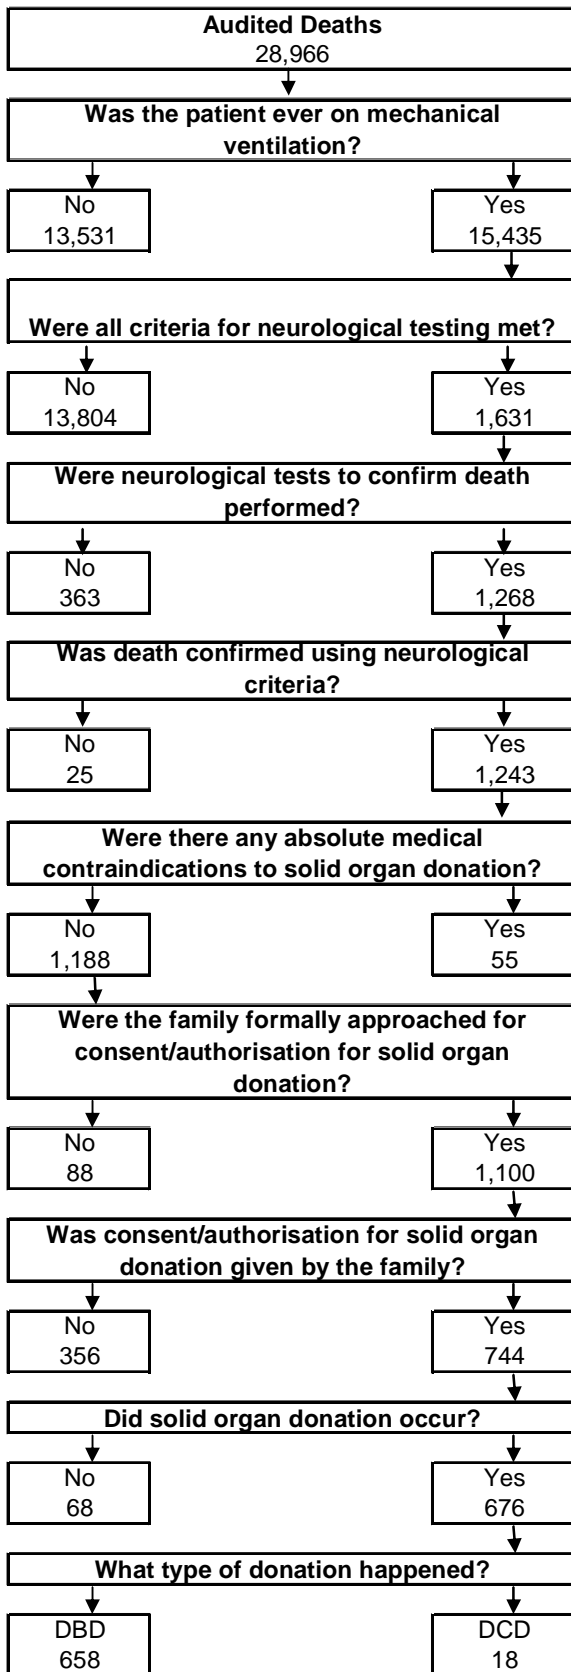 Audited Deaths
28,966
Was the patient ever on mechanical
ventilation?
No
13,531
Yes
15,435
Were all criteria for neurological testing met?
No
13,804
Yes
1,631
Were neurological tests to confirm death
performed?
No
363
Yes
1,268
Was death confirmed using neurological
criteria?
No
25
Yes
1,243
Were there any absolute medical
contraindications to solid organ donation?
No
1,188
Yes
55
Were the family formally approached for
consent/authorisation for solid organ
donation?
No
88
Yes
1,100
Was consent/authorisation for solid organ
donation given by the family?
No
356
Yes
744
Did solid organ donation occur?
No
68
Yes
676
What type of donation happened?
DBD
658
DCD
18